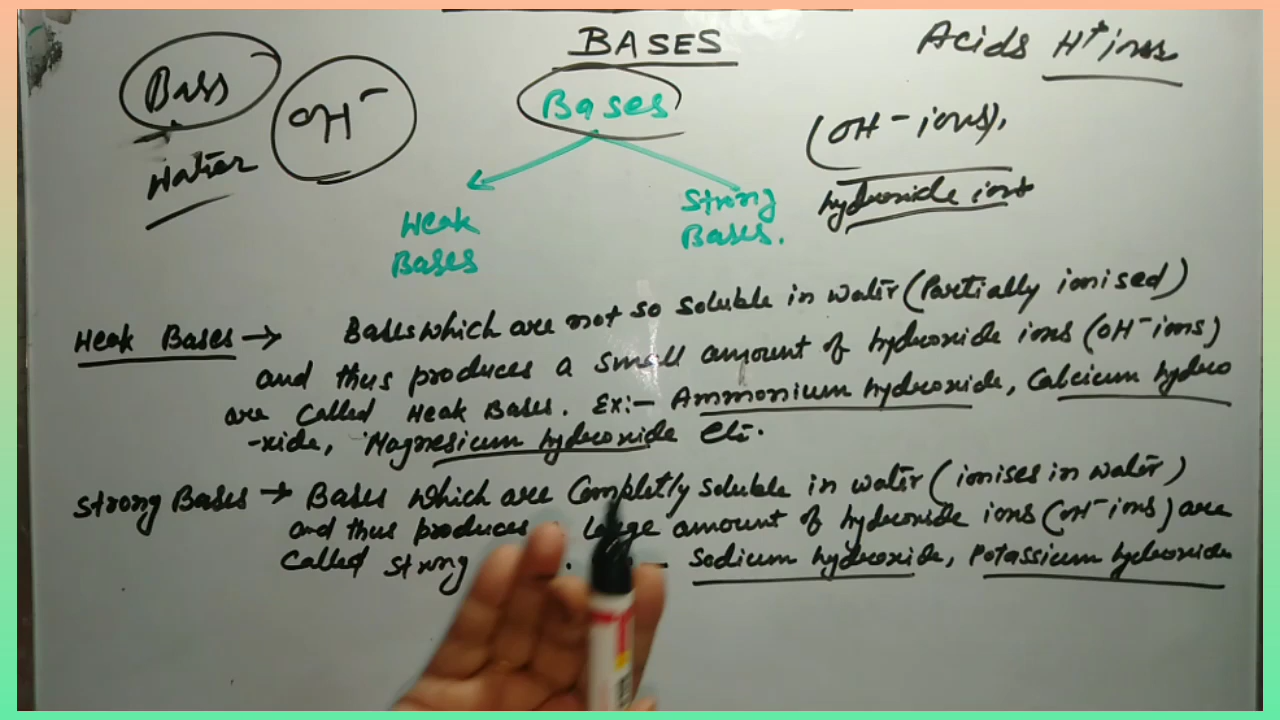 BASES
Acids H+ ions
Base
OH-
Water
Bases
(OH- ions),
hydroxide ions
Weak
Bases
Strong
Bases.
Weak Bases → Bases which are not so soluble in water (Partially ionised)
and thus produces a small amount of hydroxide ions (OH- ions)
are called Weak Bases. Ex:- Ammonium hydroxide, Calcium hydro
-xide, Magnesium hydroxide etc.
Strong Bases → Bases which are Completly soluble in water (ionises in water)
and thus produces large amount of hydroxide ions (OH- ions) are
called strong - Sodium hydroxide, Potassium hydroxide